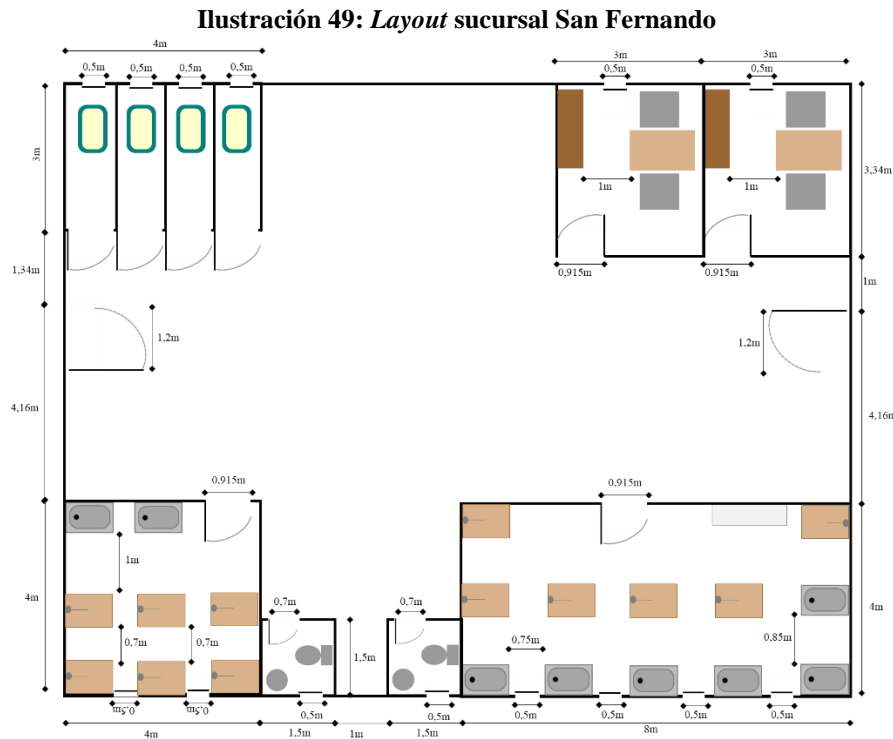 Ilustración 49: Layout sucursal San Fernando
4m
3m
3m
0,5m
0,5m
0,5m
0,5m
0,5m
0,5m
3m
3,34m
1m
1m
1,34m
0,915m
0,915m
1m
1,2m
1,2m
4,16m
4,16m
0,915m
0,915m
1m
4m
0,7m
0,7m
4m
0,7m
0,7m
1,5m
0,75m
0,85m
0,5m
0,5m
0,5m
0,5m
0,5m
0,5m
0,5m
0,5m
4m
1,5m
1m
1,5m
8m